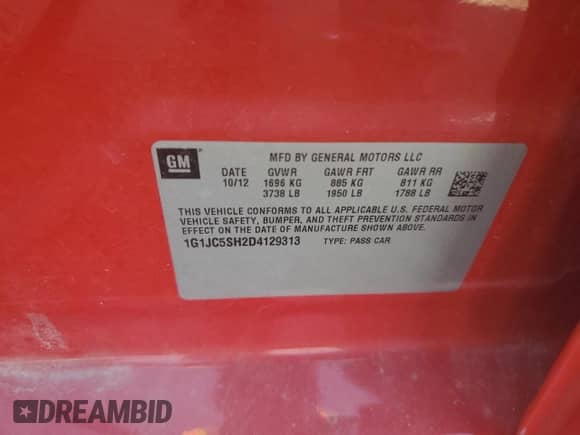 GM
MFD BY GENERAL MOTORS LLC
DATE GVWR GAWR FRT GAWR RR
10/12 1696 KG 885 KG 811 KG
3738 LB 1950 LB 1788 LB
THIS VEHICLE CONFORMS TO ALL APPLICABLE U.S. FEDERAL MOTOR
VEHICLE SAFETY, BUMPER, AND THEFT PREVENTION STANDARDS IN
EFFECT ON THE DATE OF MANUFACTURE SHOWN ABOVE.
1G1JC5SH2D4129313 TYPE: PASS CAR
DREAMBID